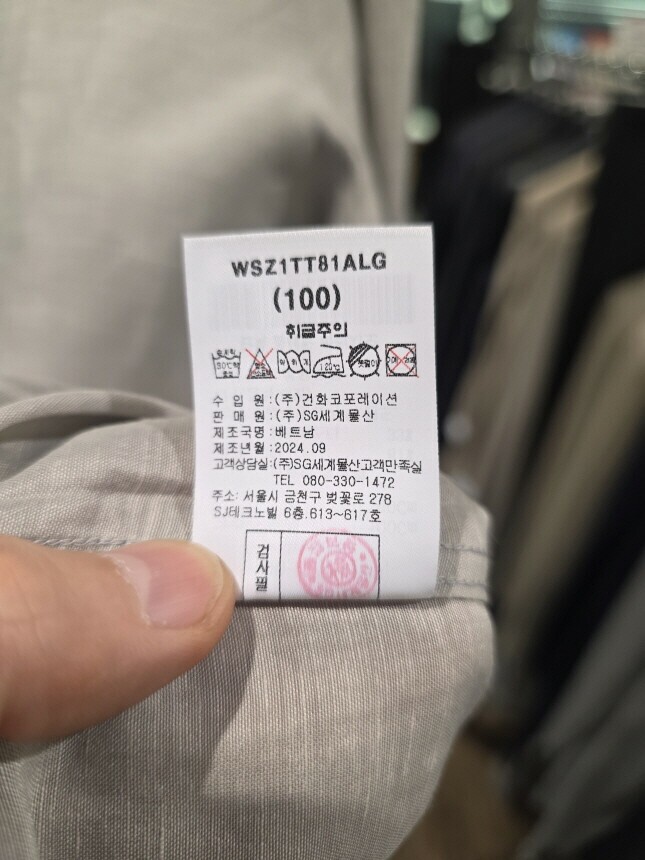 WSZ1TT81ALG
(100)
취급주의
120℃
수 입 원:(주)건화코포레이션
판 매 원:(주)SG세계물산
제조국명:베트남
제조년월:2024.09
고객상담실:(주)SG세계물산고객만족실
TEL 080-330-1472
주소: 서울시 금천구 벚꽃로 278
SJ테크노빌 6층.613~617호
검사필